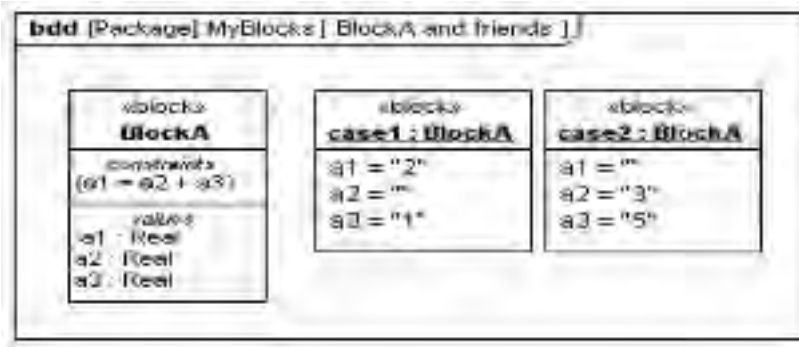 bdd [Package] MyBlocks [ BlockA and friends ]
«block»
BlockA
constraints
{a1 = a2 + a3}
values
a1 : Real
a2 : Real
a3 : Real
«block»
case1 : BlockA
a1 = "2"
a2 = ""
a3 = "1"
«block»
case2 : BlockA
a1 = ""
a2 = "3"
a3 = "5"